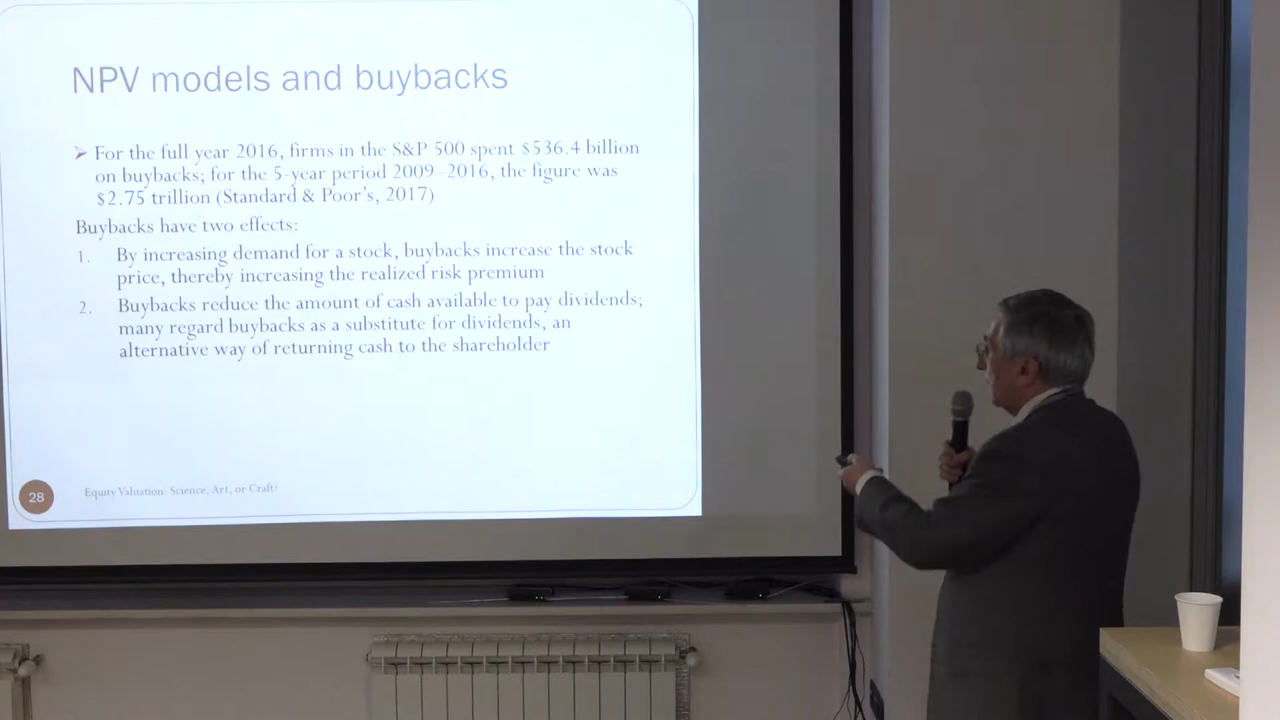 NPV models and buybacks
➢ For the full year 2016, firms in the S&P 500 spent $536.4 billion
on buybacks; for the 5-year period 2009–2016, the figure was
$2.75 trillion (Standard & Poor's, 2017)
Buybacks have two effects:
1. By increasing demand for a stock, buybacks increase the stock
price, thereby increasing the realized risk premium
2. Buybacks reduce the amount of cash available to pay dividends;
many regard buybacks as a substitute for dividends, an
alternative way of returning cash to the shareholder
28
Equity Valuation: Science, Art, or Craft?